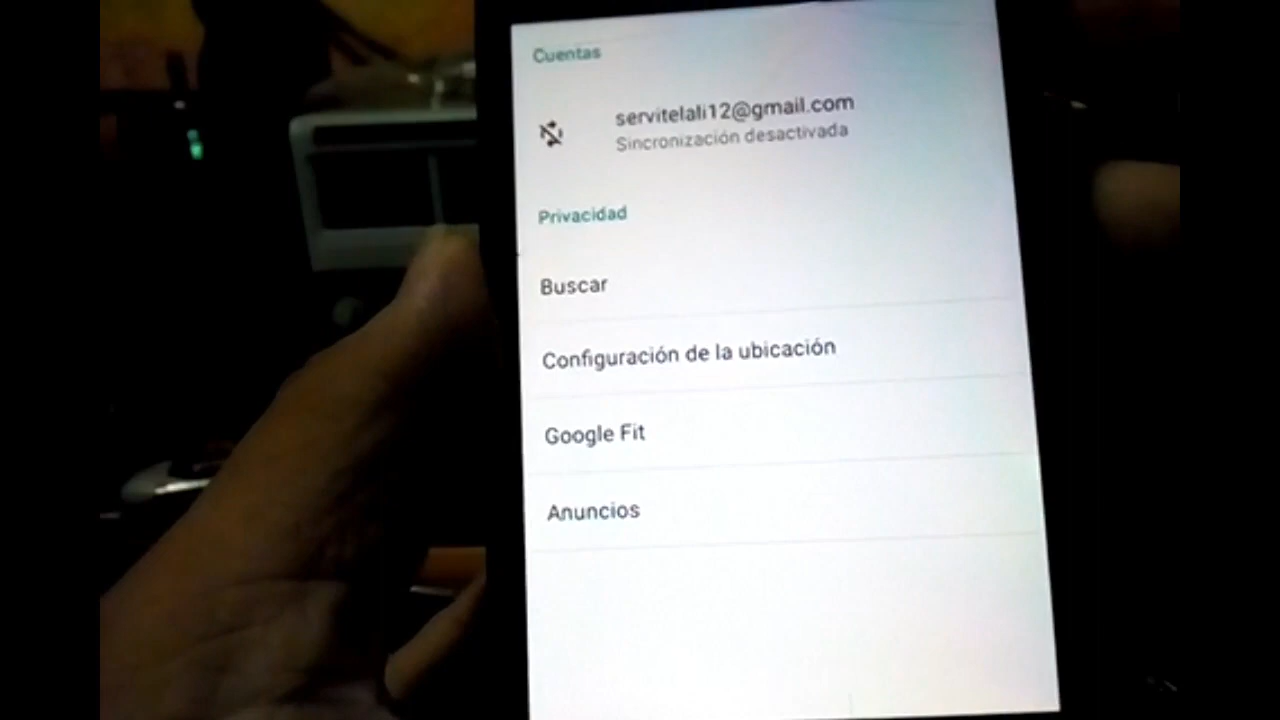 Cuentas
servitelali12@gmail.com
Sincronización desactivada
Privacidad
Buscar
Configuración de la ubicación
Google Fit
Anuncios